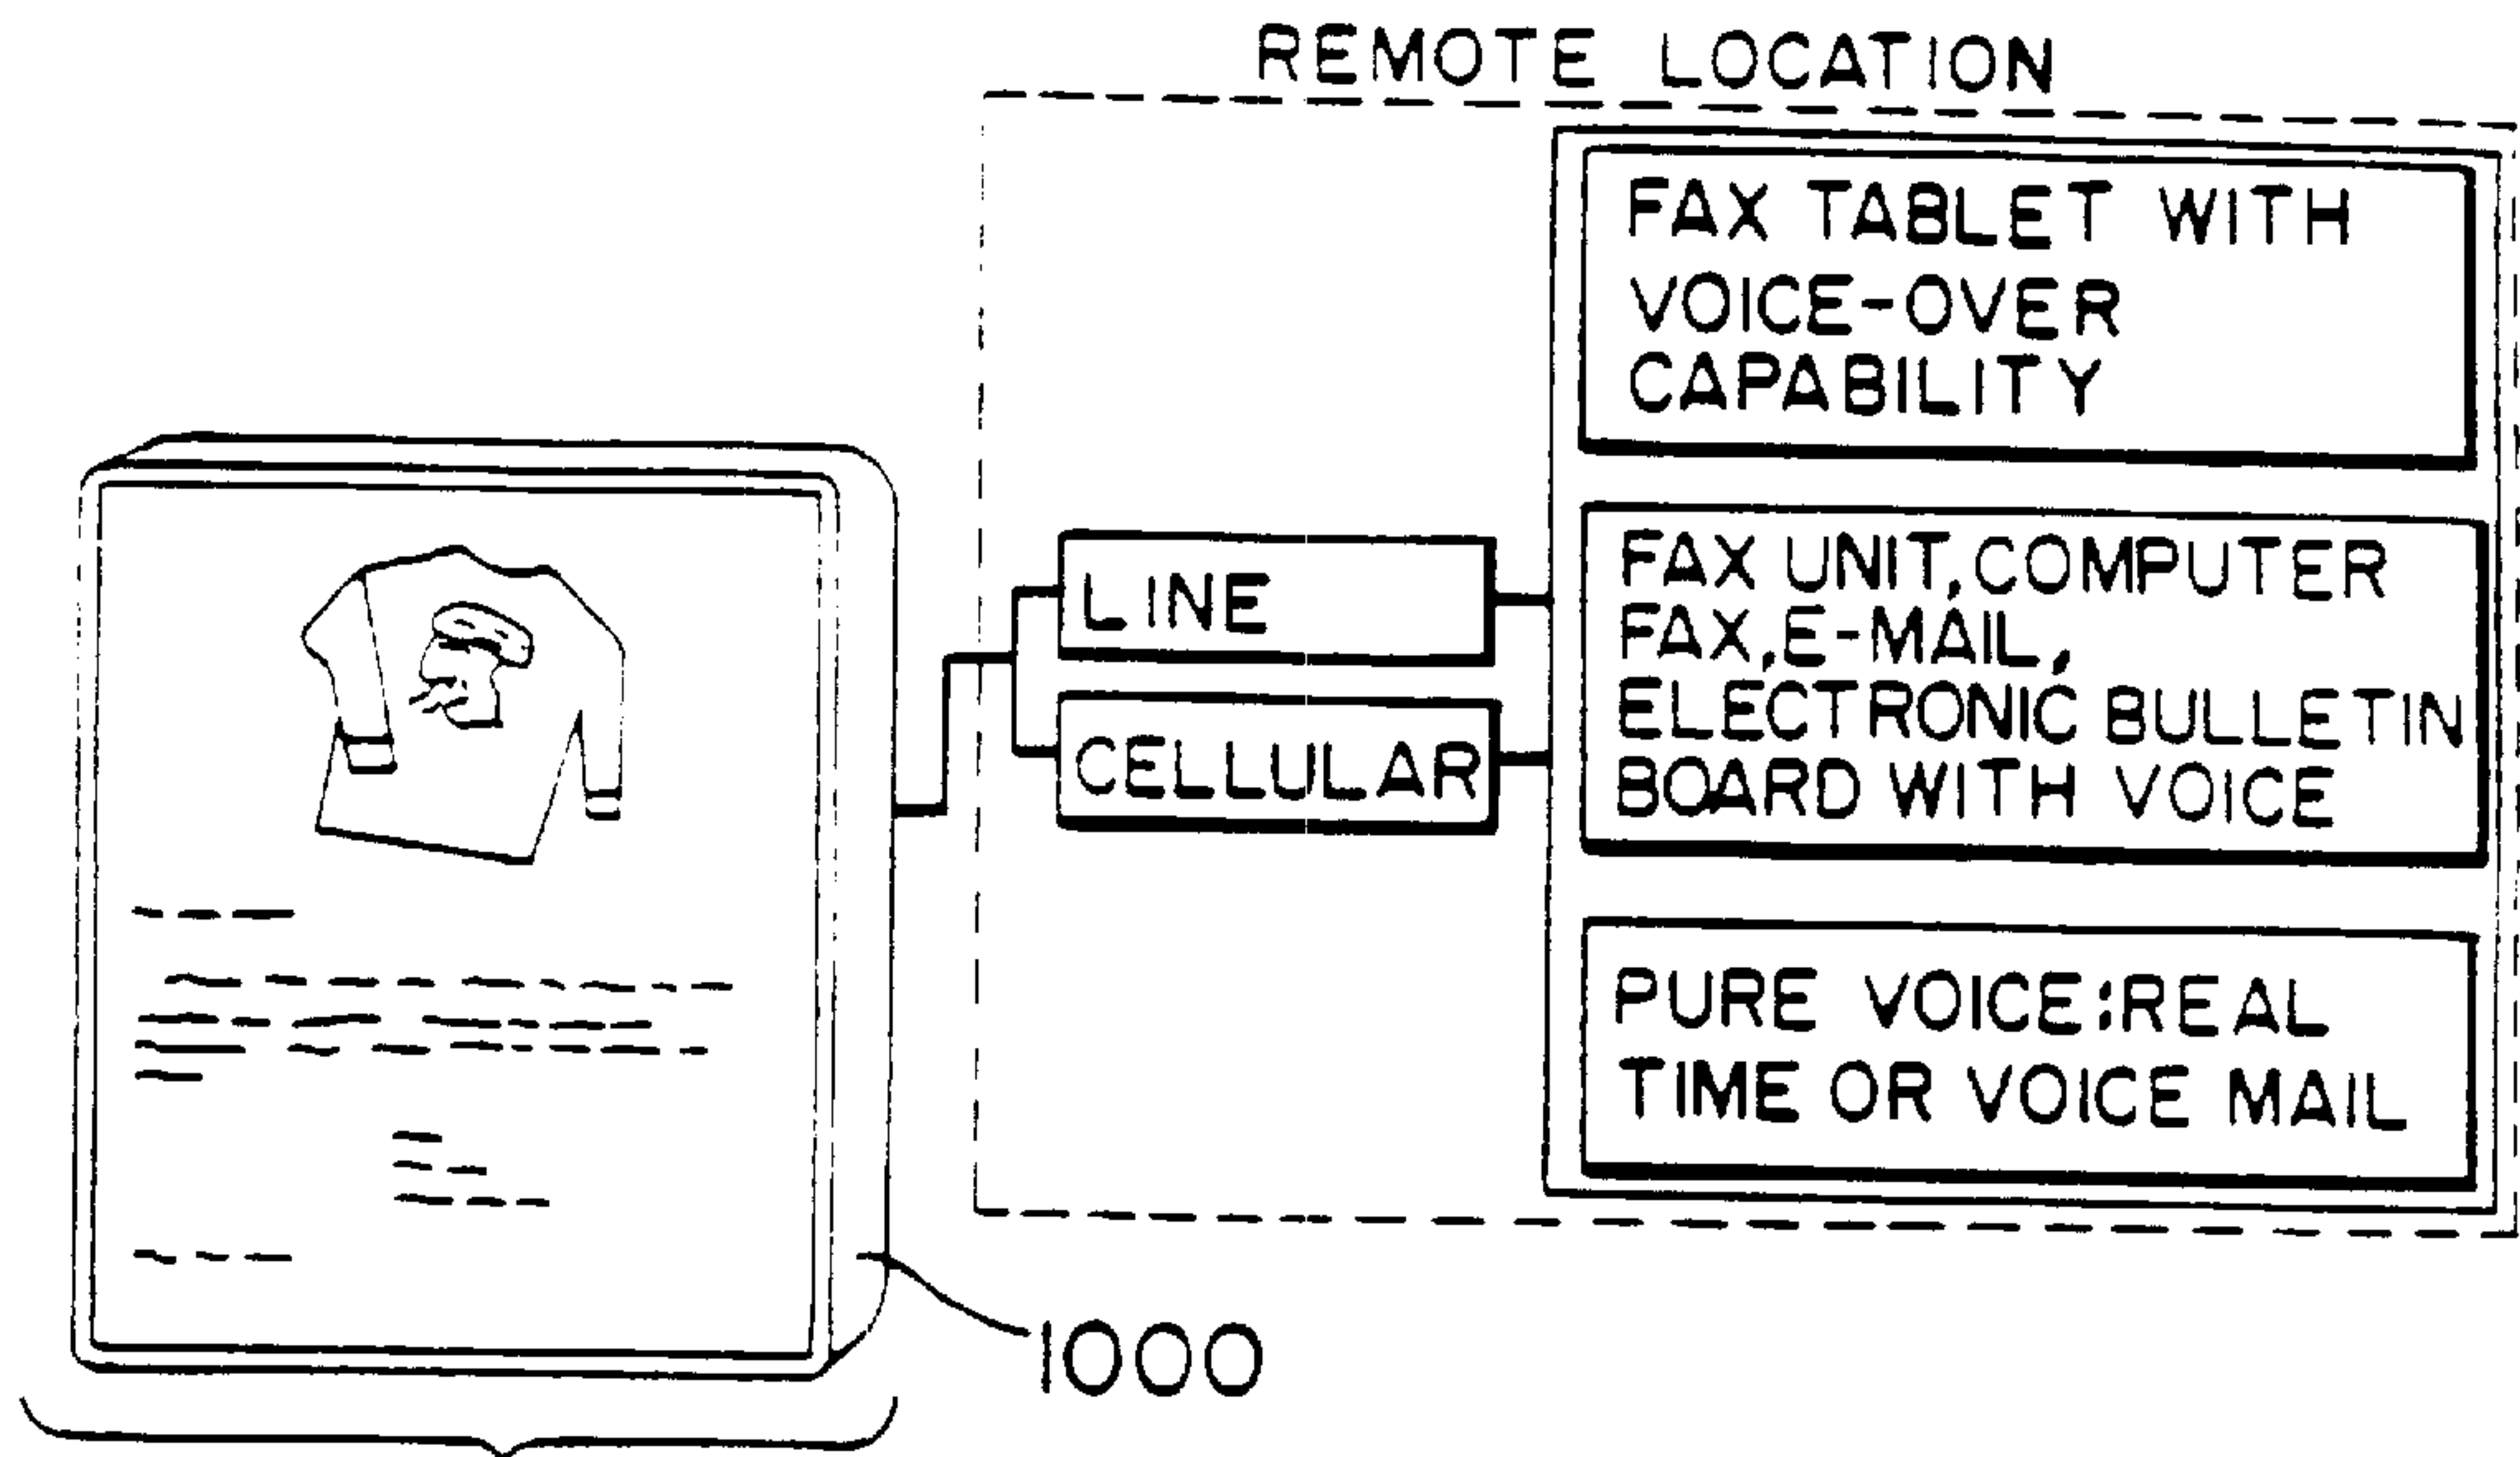 REMOTE LOCATION
FAX TABLET WITH
VOICE-OVER
CAPABILITY
LINE
CELLULAR
FAX UNIT, COMPUTER
FAX, E-MAIL,
ELECTRONIC BULLETIN
BOARD WITH VOICE
PURE VOICE:REAL
TIME OR VOICE MAIL
1000